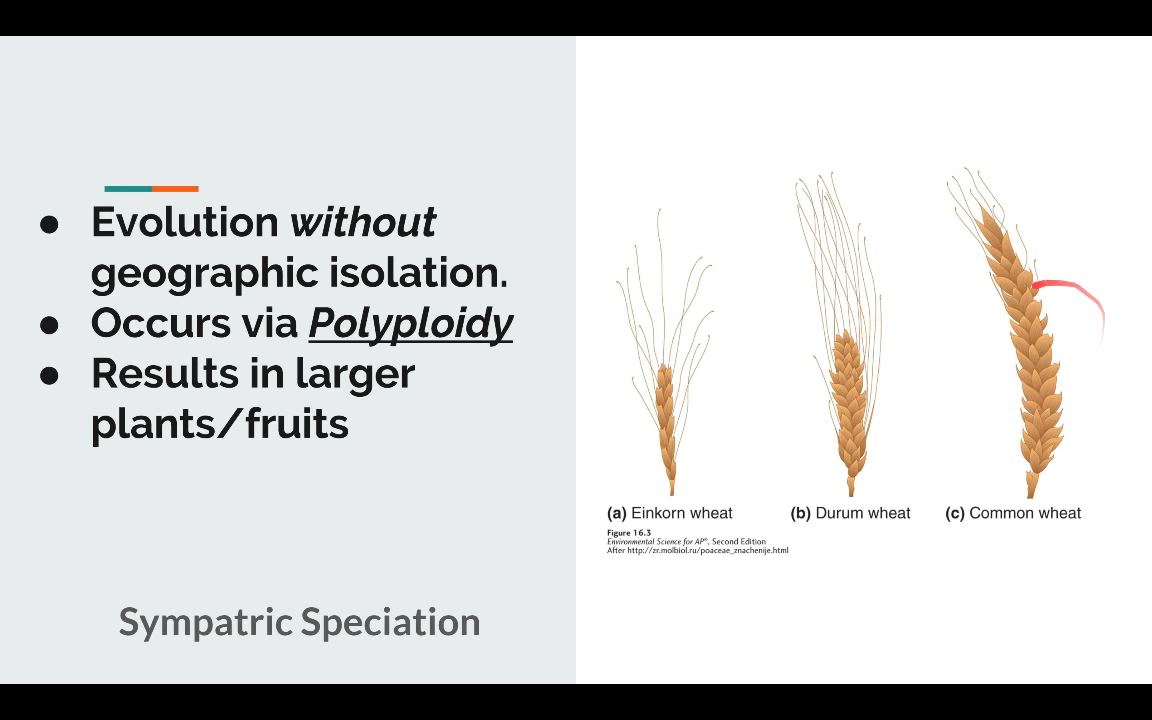 ● Evolution without
geographic isolation.
● Occurs via Polyploidy
● Results in larger
plants/fruits
Sympatric Speciation
(a) Einkorn wheat
(b) Durum wheat
(c) Common wheat
Figure 16.3
Environmental Science for AP®, Second Edition
After http://zr.molbiol.ru/poaceae_znachenije.html